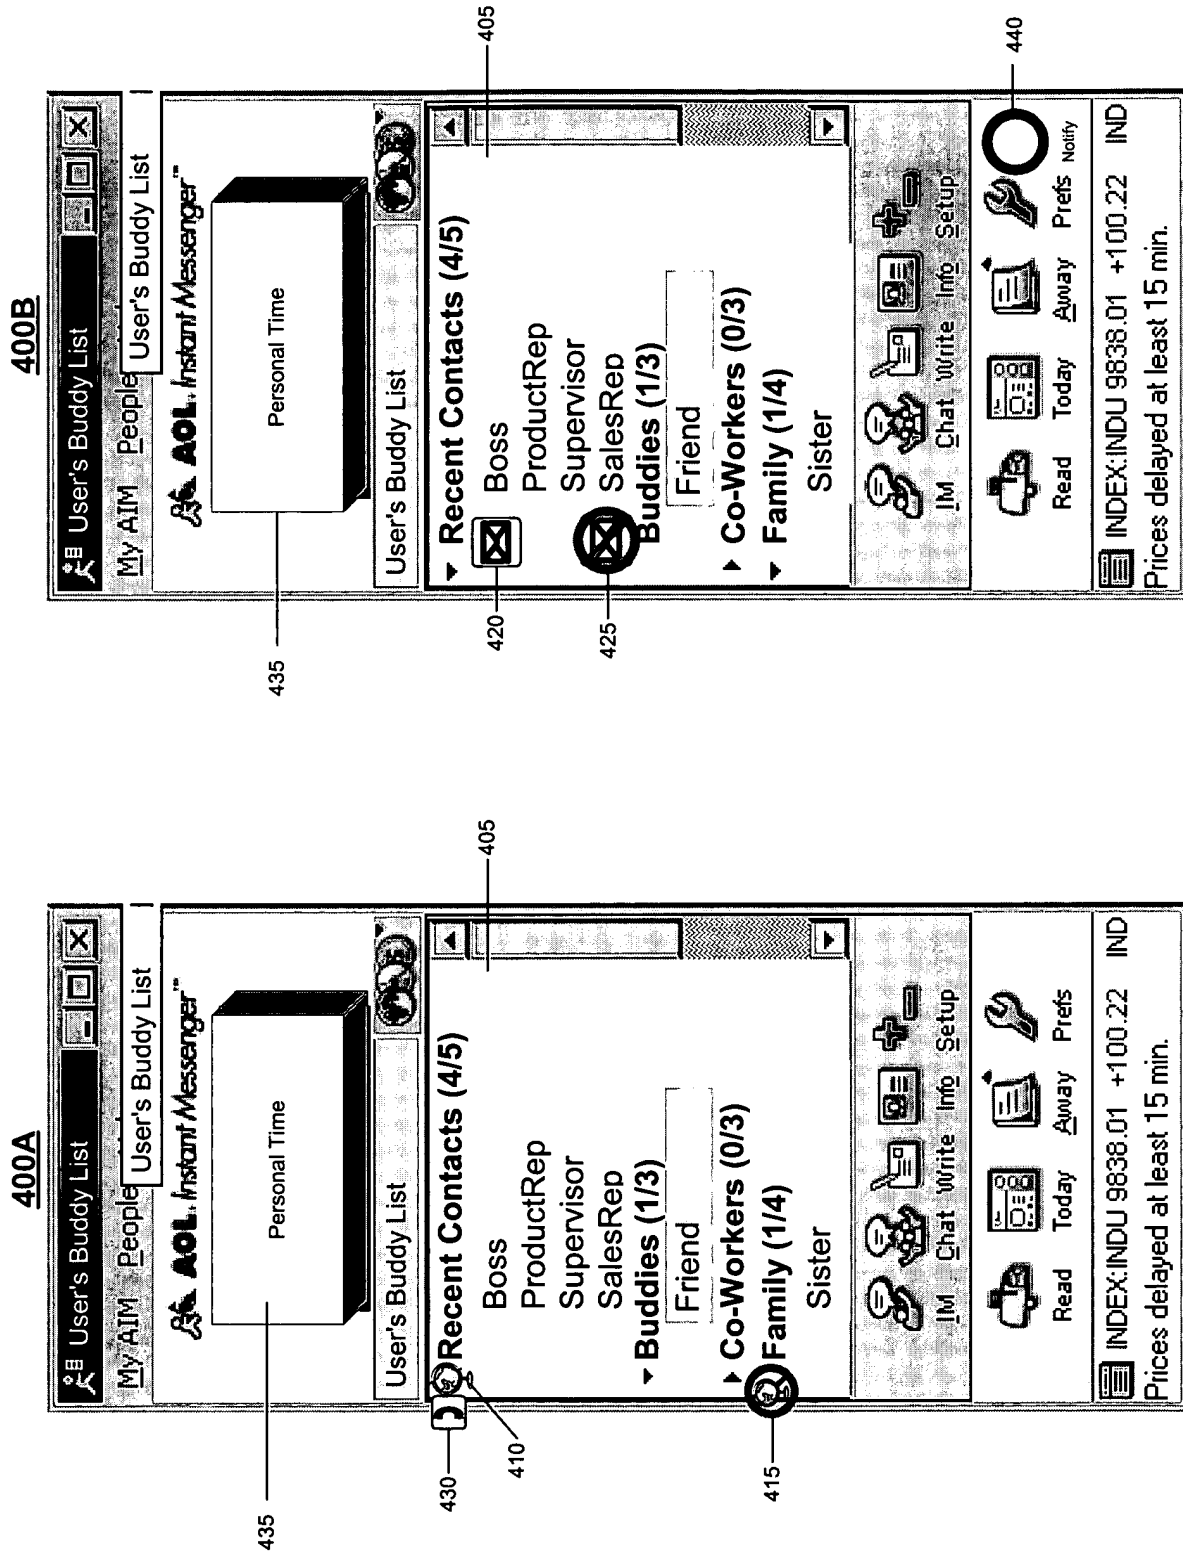 400A
User's Buddy List
My AIM People
User's Buddy List
AOL Instant Messenger™
Personal Time
435
User's Buddy List
Recent Contacts (4/5)
430
410
405
Boss
ProductRep
Supervisor
SalesRep
Buddies (1/3)
Friend
Co-Workers (0/3)
Family (1/4)
415
Sister
IM Chat Write Info Setup
Read Today Away Prefs
INDEX:INDU 9838.01 +100.22 IND
Prices delayed at least 15 min.
400B
User's Buddy List
My AIM People
User's Buddy List
AOL Instant Messenger™
Personal Time
435
User's Buddy List
Recent Contacts (4/5)
405
Boss
420
ProductRep
Supervisor
SalesRep
425
Buddies (1/3)
Friend
Co-Workers (0/3)
Family (1/4)
Sister
IM Chat Write Info Setup
Read Today Away Prefs Notify
440
INDEX:INDU 9838.01 +100.22 IND
Prices delayed at least 15 min.